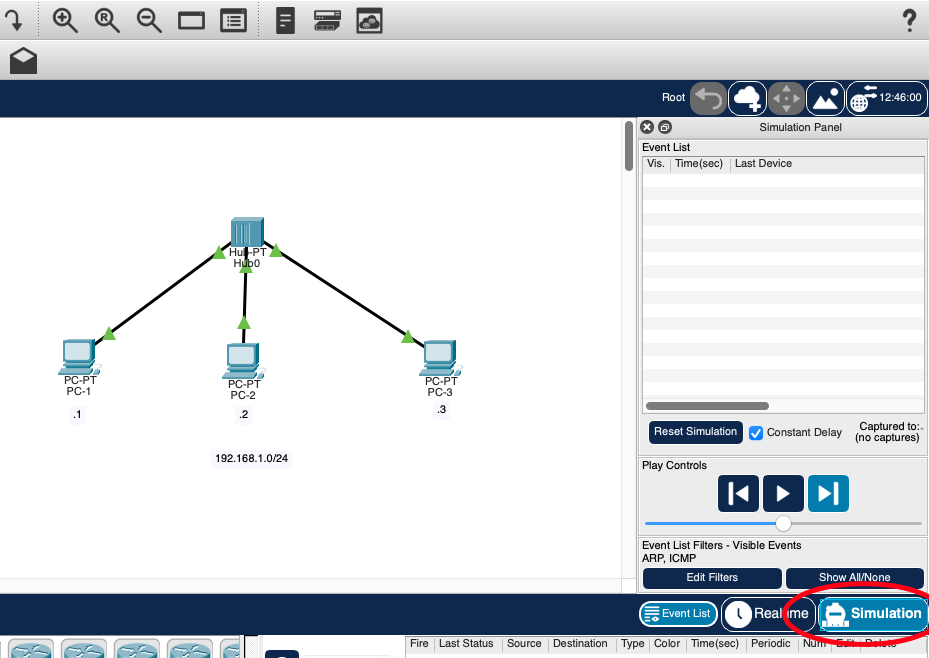 Root
12:46:00
Simulation Panel
Event List
Vis. Time(sec) Last Device
Hub-PT
Hub0
PC-PT
PC-1
.1
PC-PT
PC-2
.2
PC-PT
PC-3
.3
192.168.1.0/24
Reset Simulation
Constant Delay
Captured to:
(no captures)
Play Controls
Event List Filters - Visible Events
ARP, ICMP
Edit Filters
Show All/None
Event List
Realtime
Simulation
Fire Last Status Source Destination Type Color Time(sec) Periodic Num Edit Delete